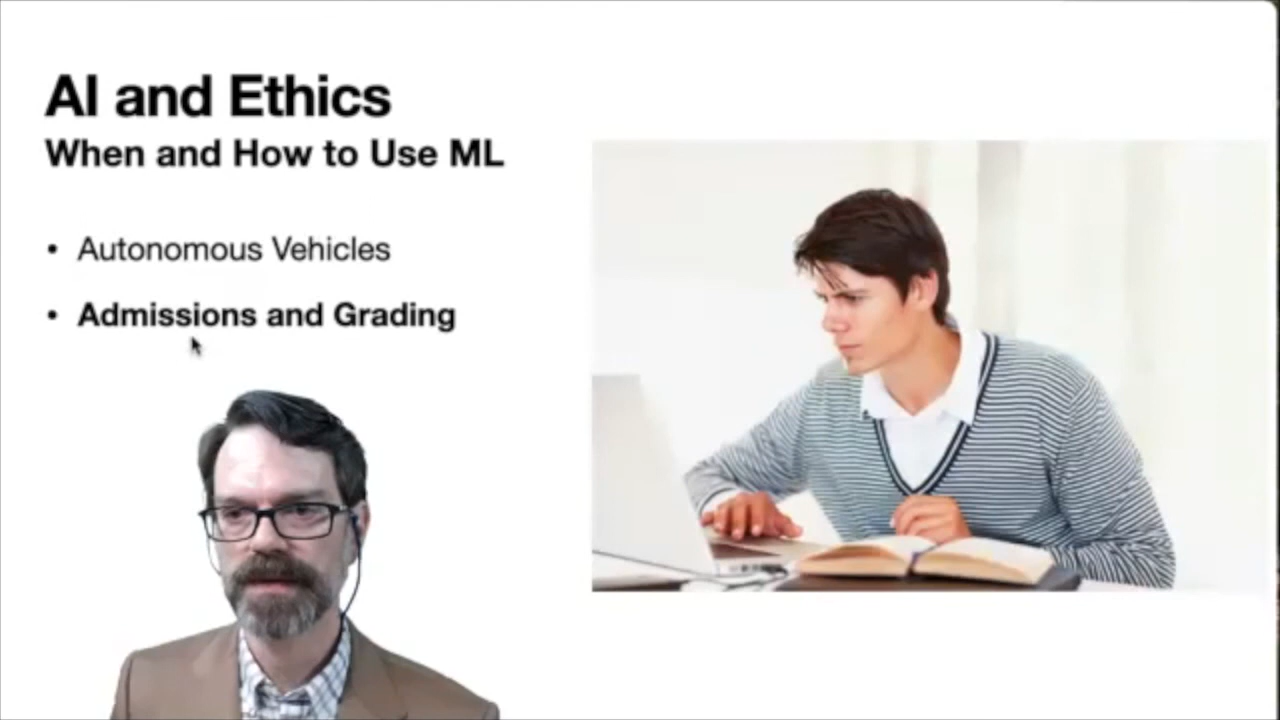 AI and Ethics
When and How to Use ML
• Autonomous Vehicles
• Admissions and Grading